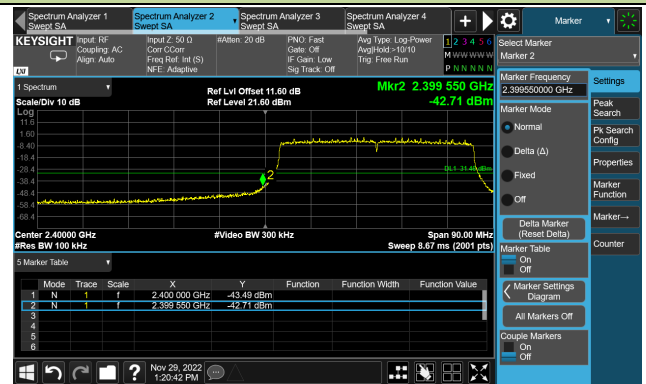 Spectrum Analyzer 1
Swept SA
Spectrum Analyzer 2
Swept SA
Spectrum Analyzer 3
Swept SA
Spectrum Analyzer 4
Swept SA
+
Marker
KEYSIGHT
LXI
Input: RF
Coupling: AC
Align: Auto
Input Z: 50 Ω
Corr CCorr
Freq Ref: Int (S)
NFE: Adaptive
#Atten: 20 dB
PNO: Fast
Gate: Off
IF Gain: Low
Sig Track: Off
Avg Type: Log-Power
Avg|Hold:>10/10
Trig: Free Run
1 2 3 4 5 6
M W W W W W
P N N N N N
Select Marker
Marker 2
1 Spectrum
Scale/Div 10 dB
Log
Ref Lvl Offset 11.60 dB
Ref Level 21.60 dBm
Mkr2 2.399 550 GHz
-42.71 dBm
11.6
1.60
-8.40
-18.4
-28.4
-38.4
-48.4
-58.4
-68.4
2
Center 2.40000 GHz
#Res BW 100 kHz
#Video BW 300 kHz
Span 90.00 MHz
Sweep 8.67 ms (2001 pts)
5 Marker Table
Mode Trace Scale X Y Function Function Width Function Value
1 N 1 f 2.400 000 GHz -43.49 dBm
2 N 1 f 2.399 550 GHz -42.71 dBm
3
4
5
6
Marker Frequency
2.399550000 GHz
Marker Mode
Normal
Delta (Δ)
Fixed
Off
Delta Marker
(Reset Delta)
Marker Table
On
Off
Marker Settings
Diagram
All Markers Off
Couple Markers
On
Off
Settings
Peak
Search
Pk Search
Config
Properties
Marker
Function
Marker→
Counter
?
Nov 29, 2022
1:20:42 PM